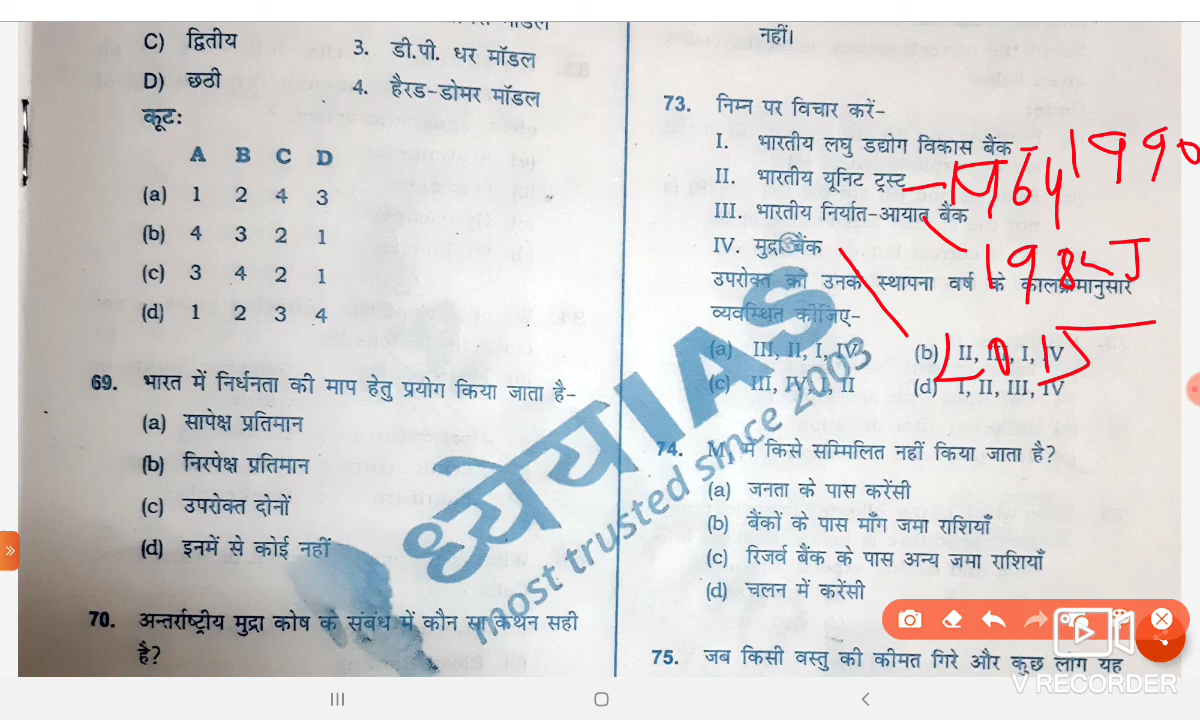 C) द्वितीय
D) छठी
3. डी.पी. धर मॉडल
4. हैरड-डोमर मॉडल
कूटः
A B C D
(a) 1 2 4 3
(b) 4 3 2 1
(c) 3 4 2 1
(d) 1 2 3 4
69. भारत में निर्धनता की माप हेतु प्रयोग किया जाता है-
(a) सापेक्ष प्रतिमान
(b) निरपेक्ष प्रतिमान
(c) उपरोक्त दोनों
(d) इनमें से कोई नहीं
70. अन्तर्राष्ट्रीय मुद्रा कोष के संबंध में कौन सा कथन सही
है?
नहीं।
73. निम्न पर विचार करें-
I. भारतीय लघु उद्योग विकास बैंक
1990
II. भारतीय यूनिट ट्रस्ट
1964
III. भारतीय निर्यात-आयात बैंक
IV. मुद्रा बैंक
उपरोक्त को उनके स्थापना वर्ष के कालक्रमानुसार
व्यवस्थित कीजिए-
(a) III, II, I, IV (b) II, III, I, IV
(c) III, IV, I, II (d) I, II, III, IV
2015
74. M₁ में किसे सम्मिलित नहीं किया जाता है?
(a) जनता के पास करेंसी
(b) बैंकों के पास माँग जमा राशियाँ
(c) रिजर्व बैंक के पास अन्य जमा राशियाँ
(d) चलन में करेंसी
75. जब किसी वस्तु की कीमत गिरे और कुछ लोग यह
ध्येय IAS
most trusted since 2003
V RECORDER